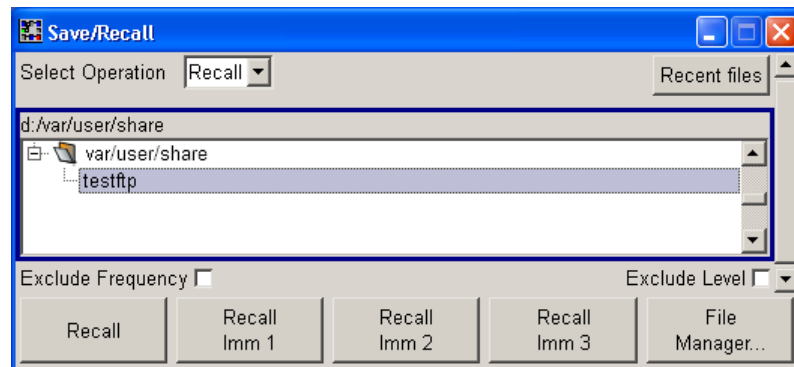 Save/Recall
Select Operation Recall Recent files
d:/var/user/share
var/user/share
testftp
Exclude Frequency Exclude Level
Recall Recall Imm 1 Recall Imm 2 Recall Imm 3 File Manager...